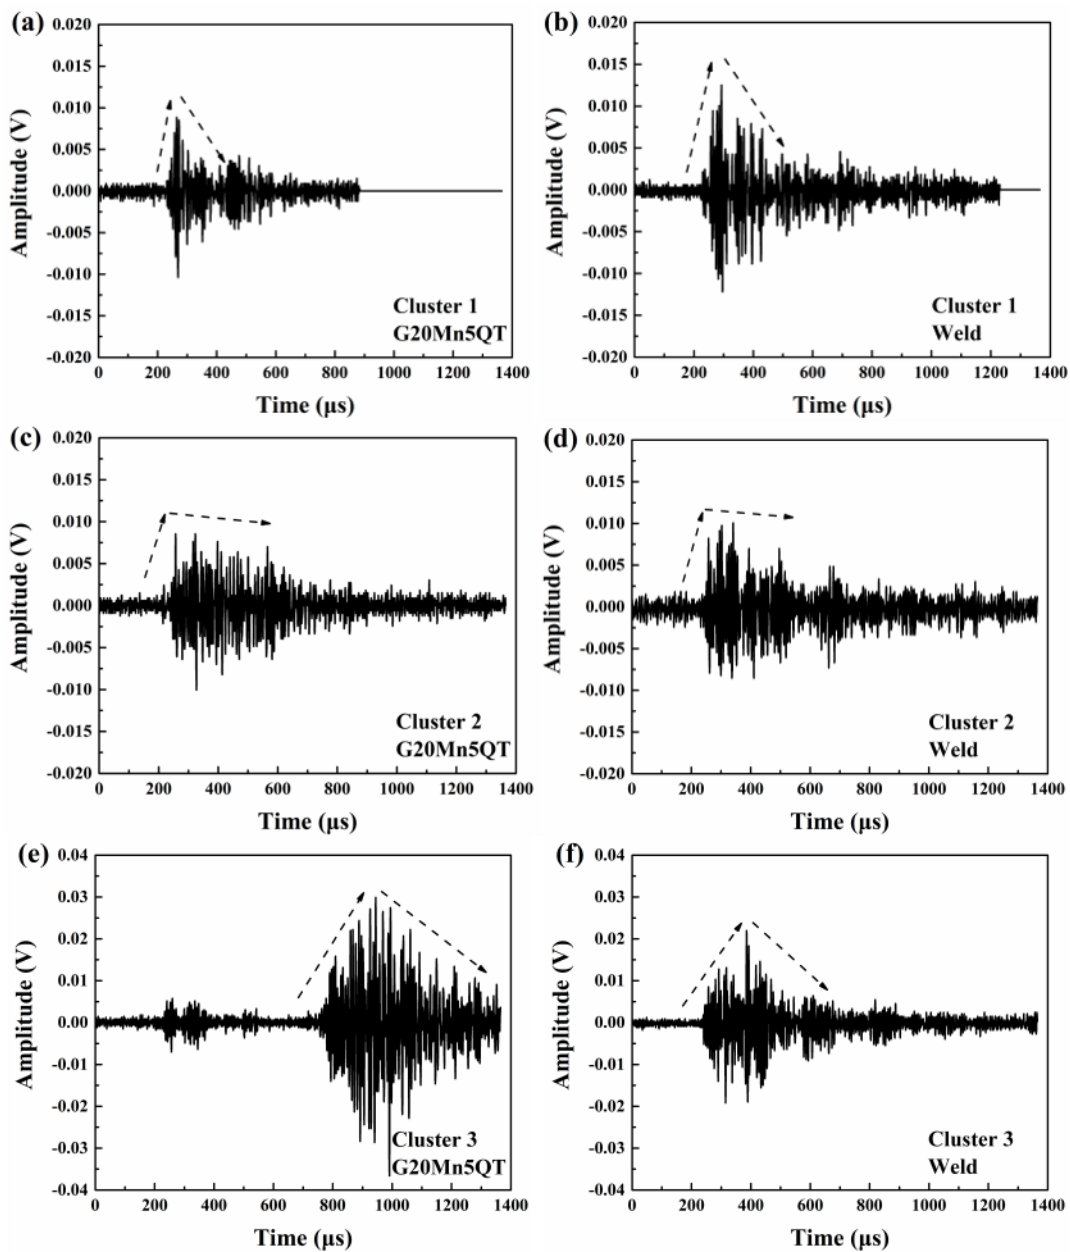 (a)
0.020
0.015
0.010
0.005
0.000
-0.005
-0.010
-0.015
-0.020
Amplitude (V)
Cluster 1
G20Mn5QT
0 200 400 600 800 1000 1200 1400
Time (μs)
(b)
0.020
0.015
0.010
0.005
0.000
-0.005
-0.010
-0.015
-0.020
Amplitude (V)
Cluster 1
Weld
0 200 400 600 800 1000 1200 1400
Time (μs)
(c)
0.020
0.015
0.010
0.005
0.000
-0.005
-0.010
-0.015
-0.020
Amplitude (V)
Cluster 2
G20Mn5QT
0 200 400 600 800 1000 1200 1400
Time (μs)
(d)
0.020
0.015
0.010
0.005
0.000
-0.005
-0.010
-0.015
-0.020
Amplitude (V)
Cluster 2
Weld
0 200 400 600 800 1000 1200 1400
Time (μs)
(e)
0.04
0.03
0.02
0.01
0.00
-0.01
-0.02
-0.03
-0.04
Amplitude (V)
Cluster 3
G20Mn5QT
0 200 400 600 800 1000 1200 1400
Time (μs)
(f)
0.04
0.03
0.02
0.01
0.00
-0.01
-0.02
-0.03
-0.04
Amplitude (V)
Cluster 3
Weld
0 200 400 600 800 1000 1200 1400
Time (μs)